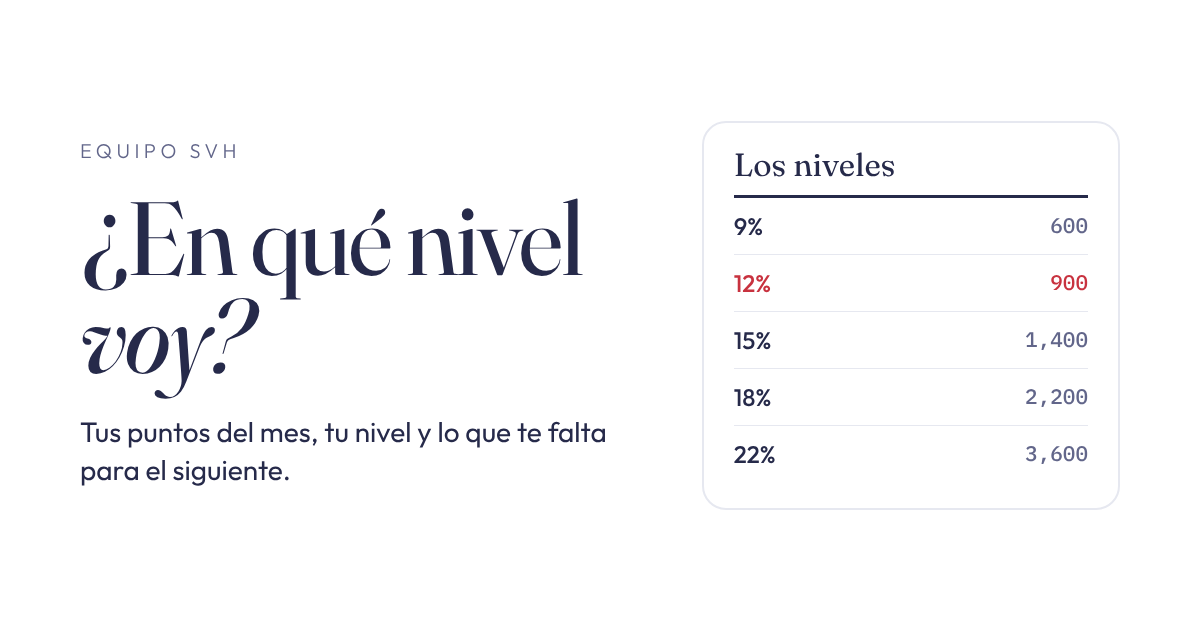 EQUIPO SVH
¿En qué nivel
voy?
Tus puntos del mes, tu nivel y lo que te falta
para el siguiente.
Los niveles
9% 600
12% 900
15% 1,400
18% 2,200
22% 3,600